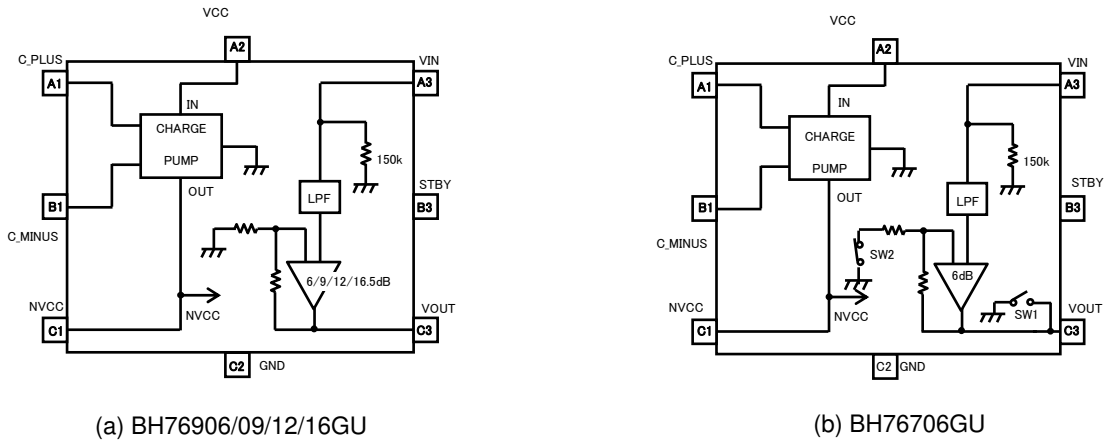 VCC
A2
C_PLUS
VIN
A1
A3
IN
CHARGE
PUMP
150k
OUT
LPF
STBY
B1
B3
C_MINUS
6/9/12/16.5dB
NVCC
NVCC
VOUT
C1
C3
C2
GND
(a) BH76906/09/12/16GU
VCC
A2
C_PLUS
VIN
A1
A3
IN
CHARGE
PUMP
150k
OUT
LPF
STBY
B1
B3
C_MINUS
SW2
6dB
NVCC
NVCC
SW1
VOUT
C1
C3
C2
GND
(b) BH76706GU